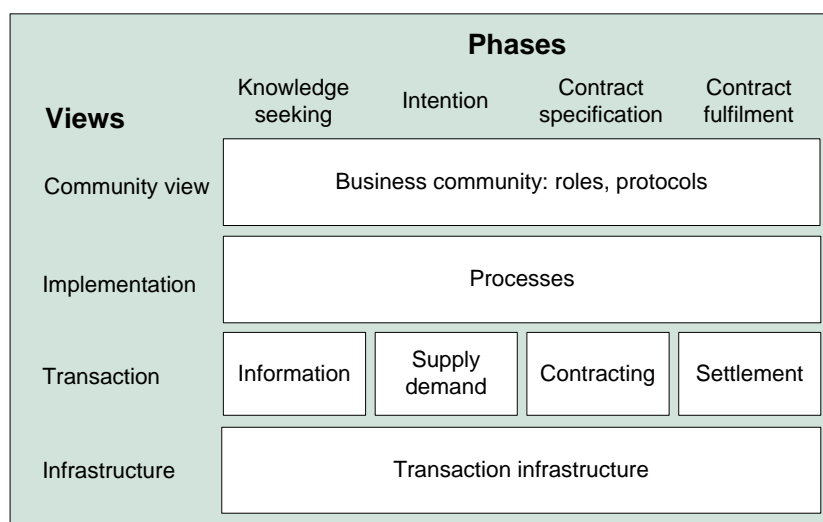 Phases
Knowledge
seeking
Intention
Contract
specification
Contract
fulfilment
Views
Community view
Business community: roles, protocols
Implementation
Processes
Transaction
Information
Supply
demand
Contracting
Settlement
Infrastructure
Transaction infrastructure